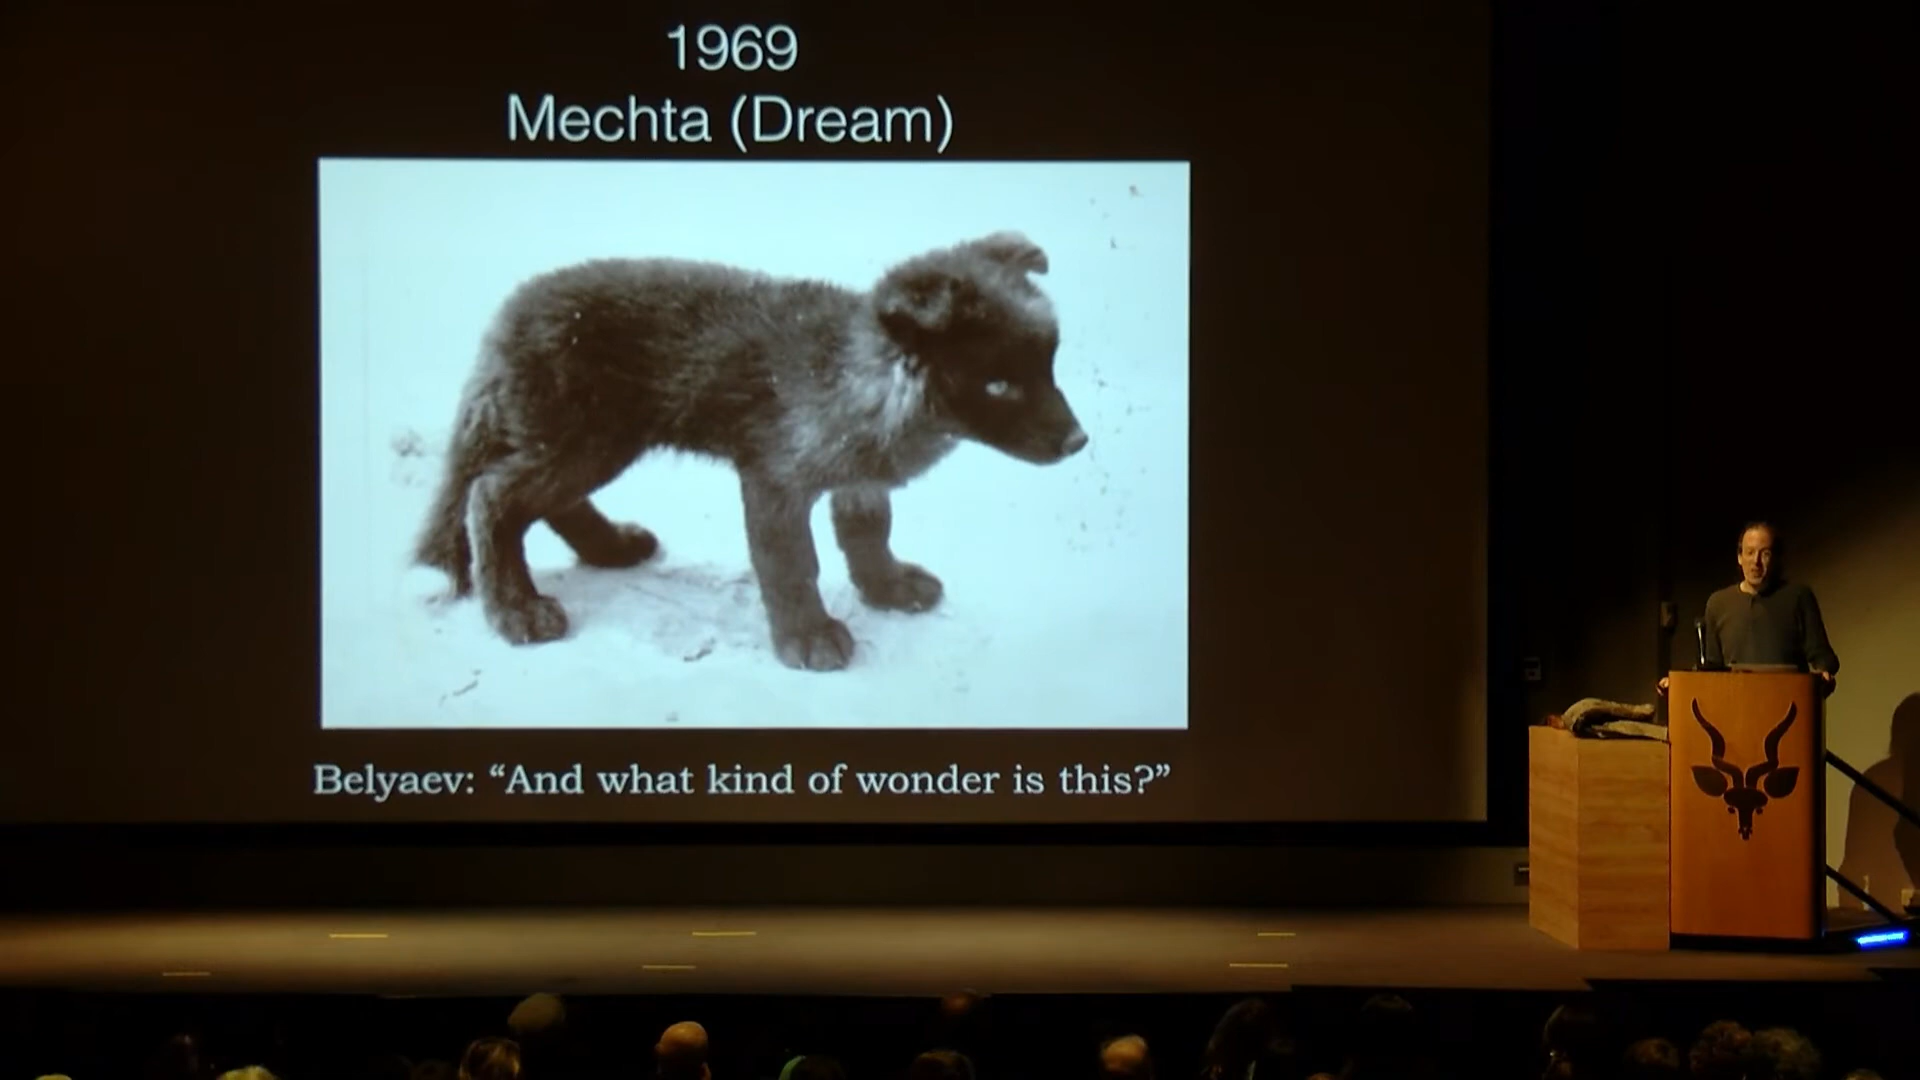 1969
Mechta (Dream)
Belyaev: “And what kind of wonder is this?”